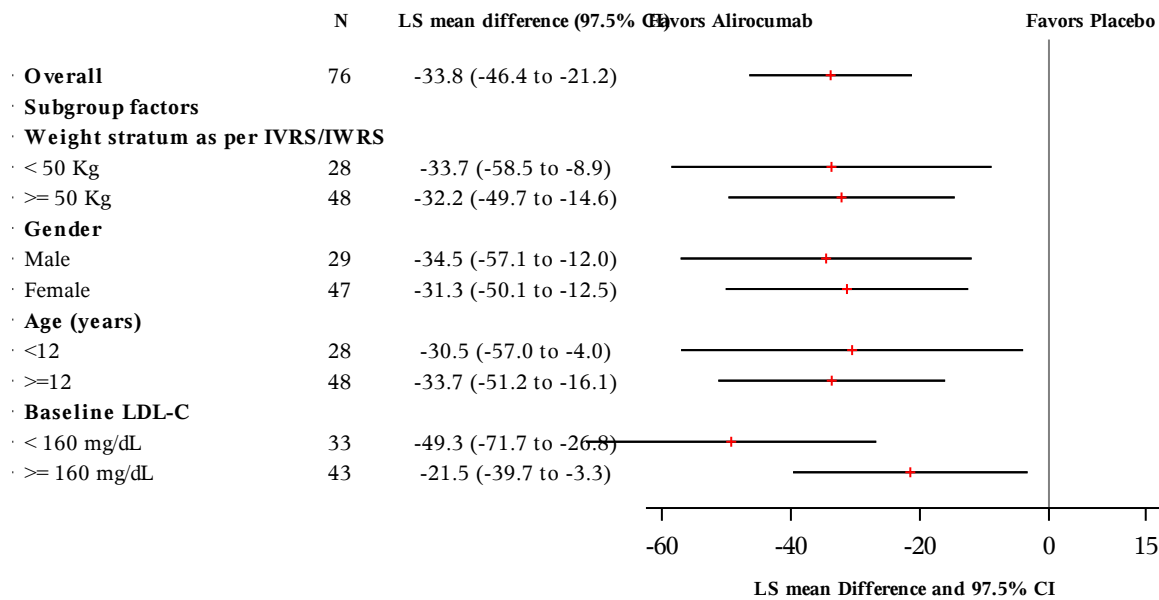 N LS mean difference (97.5% CI) Favors Alirocumab Favors Placebo
Overall 76 -33.8 (-46.4 to -21.2)
Subgroup factors
Weight stratum as per IVRS/IWRS
< 50 Kg 28 -33.7 (-58.5 to -8.9)
>= 50 Kg 48 -32.2 (-49.7 to -14.6)
Gender
Male 29 -34.5 (-57.1 to -12.0)
Female 47 -31.3 (-50.1 to -12.5)
Age (years)
<12 28 -30.5 (-57.0 to -4.0)
>=12 48 -33.7 (-51.2 to -16.1)
Baseline LDL-C
< 160 mg/dL 33 -49.3 (-71.7 to -26.8)
>= 160 mg/dL 43 -21.5 (-39.7 to -3.3)
-60 -40 -20 0 15
LS mean Difference and 97.5% CI